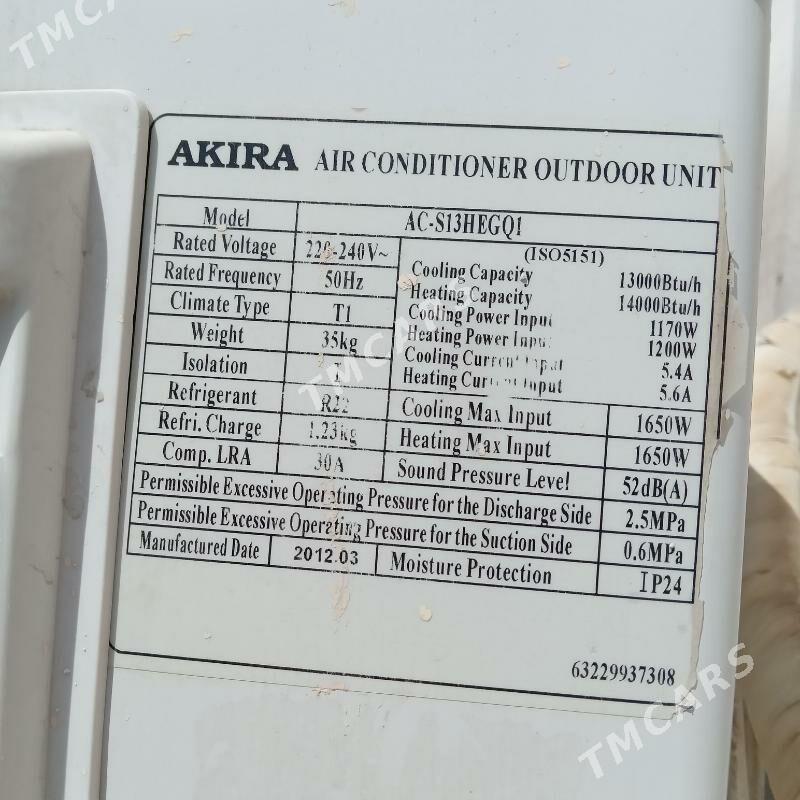 TMCARS
AKIRA AIR CONDITIONER OUTDOOR UNIT
Model AC-S13HEGQ1
Rated Voltage 220-240V~
(ISO5151)
Rated Frequency 50Hz
Cooling Capacity 13000Btu/h
Climate Type T1
Heating Capacity 14000Btu/h
Weight 35kg
Cooling Power Input 1170W
Isolation I
Heating Power Input 1200W
Cooling Current Input 5.4A
Heating Current Input 5.6A
Refrigerant R22
Cooling Max Input 1650W
Refri. Charge 1.23kg
Heating Max Input 1650W
Comp. LRA 30A
Sound Pressure Level 52dB(A)
Permissible Excessive Operating Pressure for the Discharge Side 2.5MPa
Permissible Excessive Operating Pressure for the Suction Side 0.6MPa
Manufactured Date 2012.03 Moisture Protection IP24
63229937308
TMCARS
TMCARS